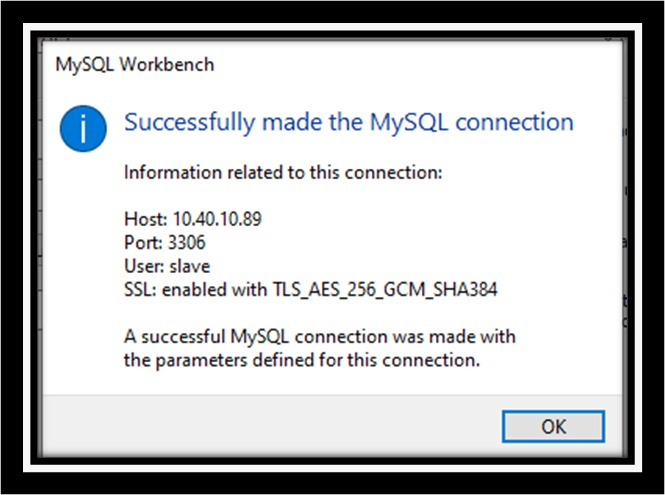 MySQL Workbench
Successfully made the MySQL connection
Information related to this connection:
Host: 10.40.10.89
Port: 3306
User: slave
SSL: enabled with TLS_AES_256_GCM_SHA384
A successful MySQL connection was made with
the parameters defined for this connection.
OK